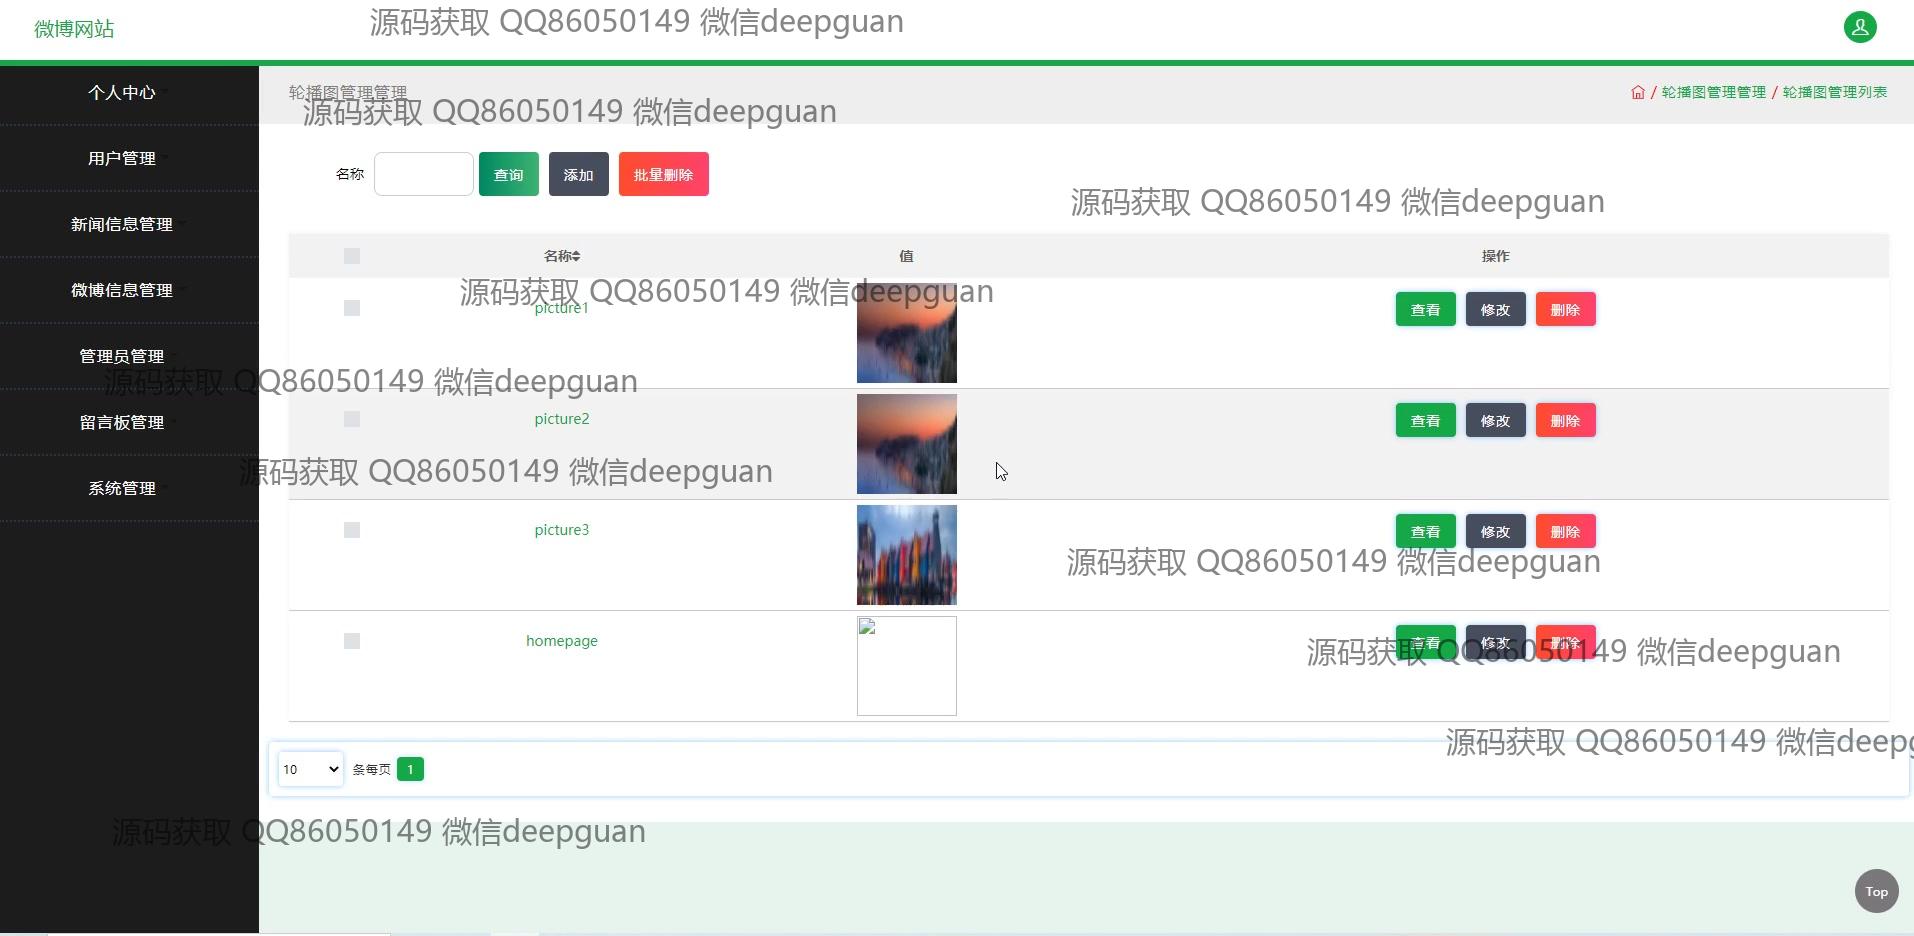 微博网站
源码获取 QQ86050149 微信deepguan
个人中心
轮播图管理管理
/ 轮播图管理管理 / 轮播图管理列表
源码获取 QQ86050149 微信deepguan
用户管理
名称
查询
添加
批量删除
源码获取 QQ86050149 微信deepguan
新闻信息管理
名称 值 操作
微博信息管理
源码获取 QQ86050149 微信deepguan
picture1 查看 修改 删除
管理员管理
源码获取 QQ86050149 微信deepguan
留言板管理
picture2 查看 修改 删除
源码获取 QQ86050149 微信deepguan
系统管理
picture3 查看 修改 删除
源码获取 QQ86050149 微信deepguan
homepage 查看 修改 删除
源码获取 QQ86050149 微信deepguan
源码获取 QQ86050149 微信deepg
10 条每页 1
源码获取 QQ86050149 微信deepguan
Top